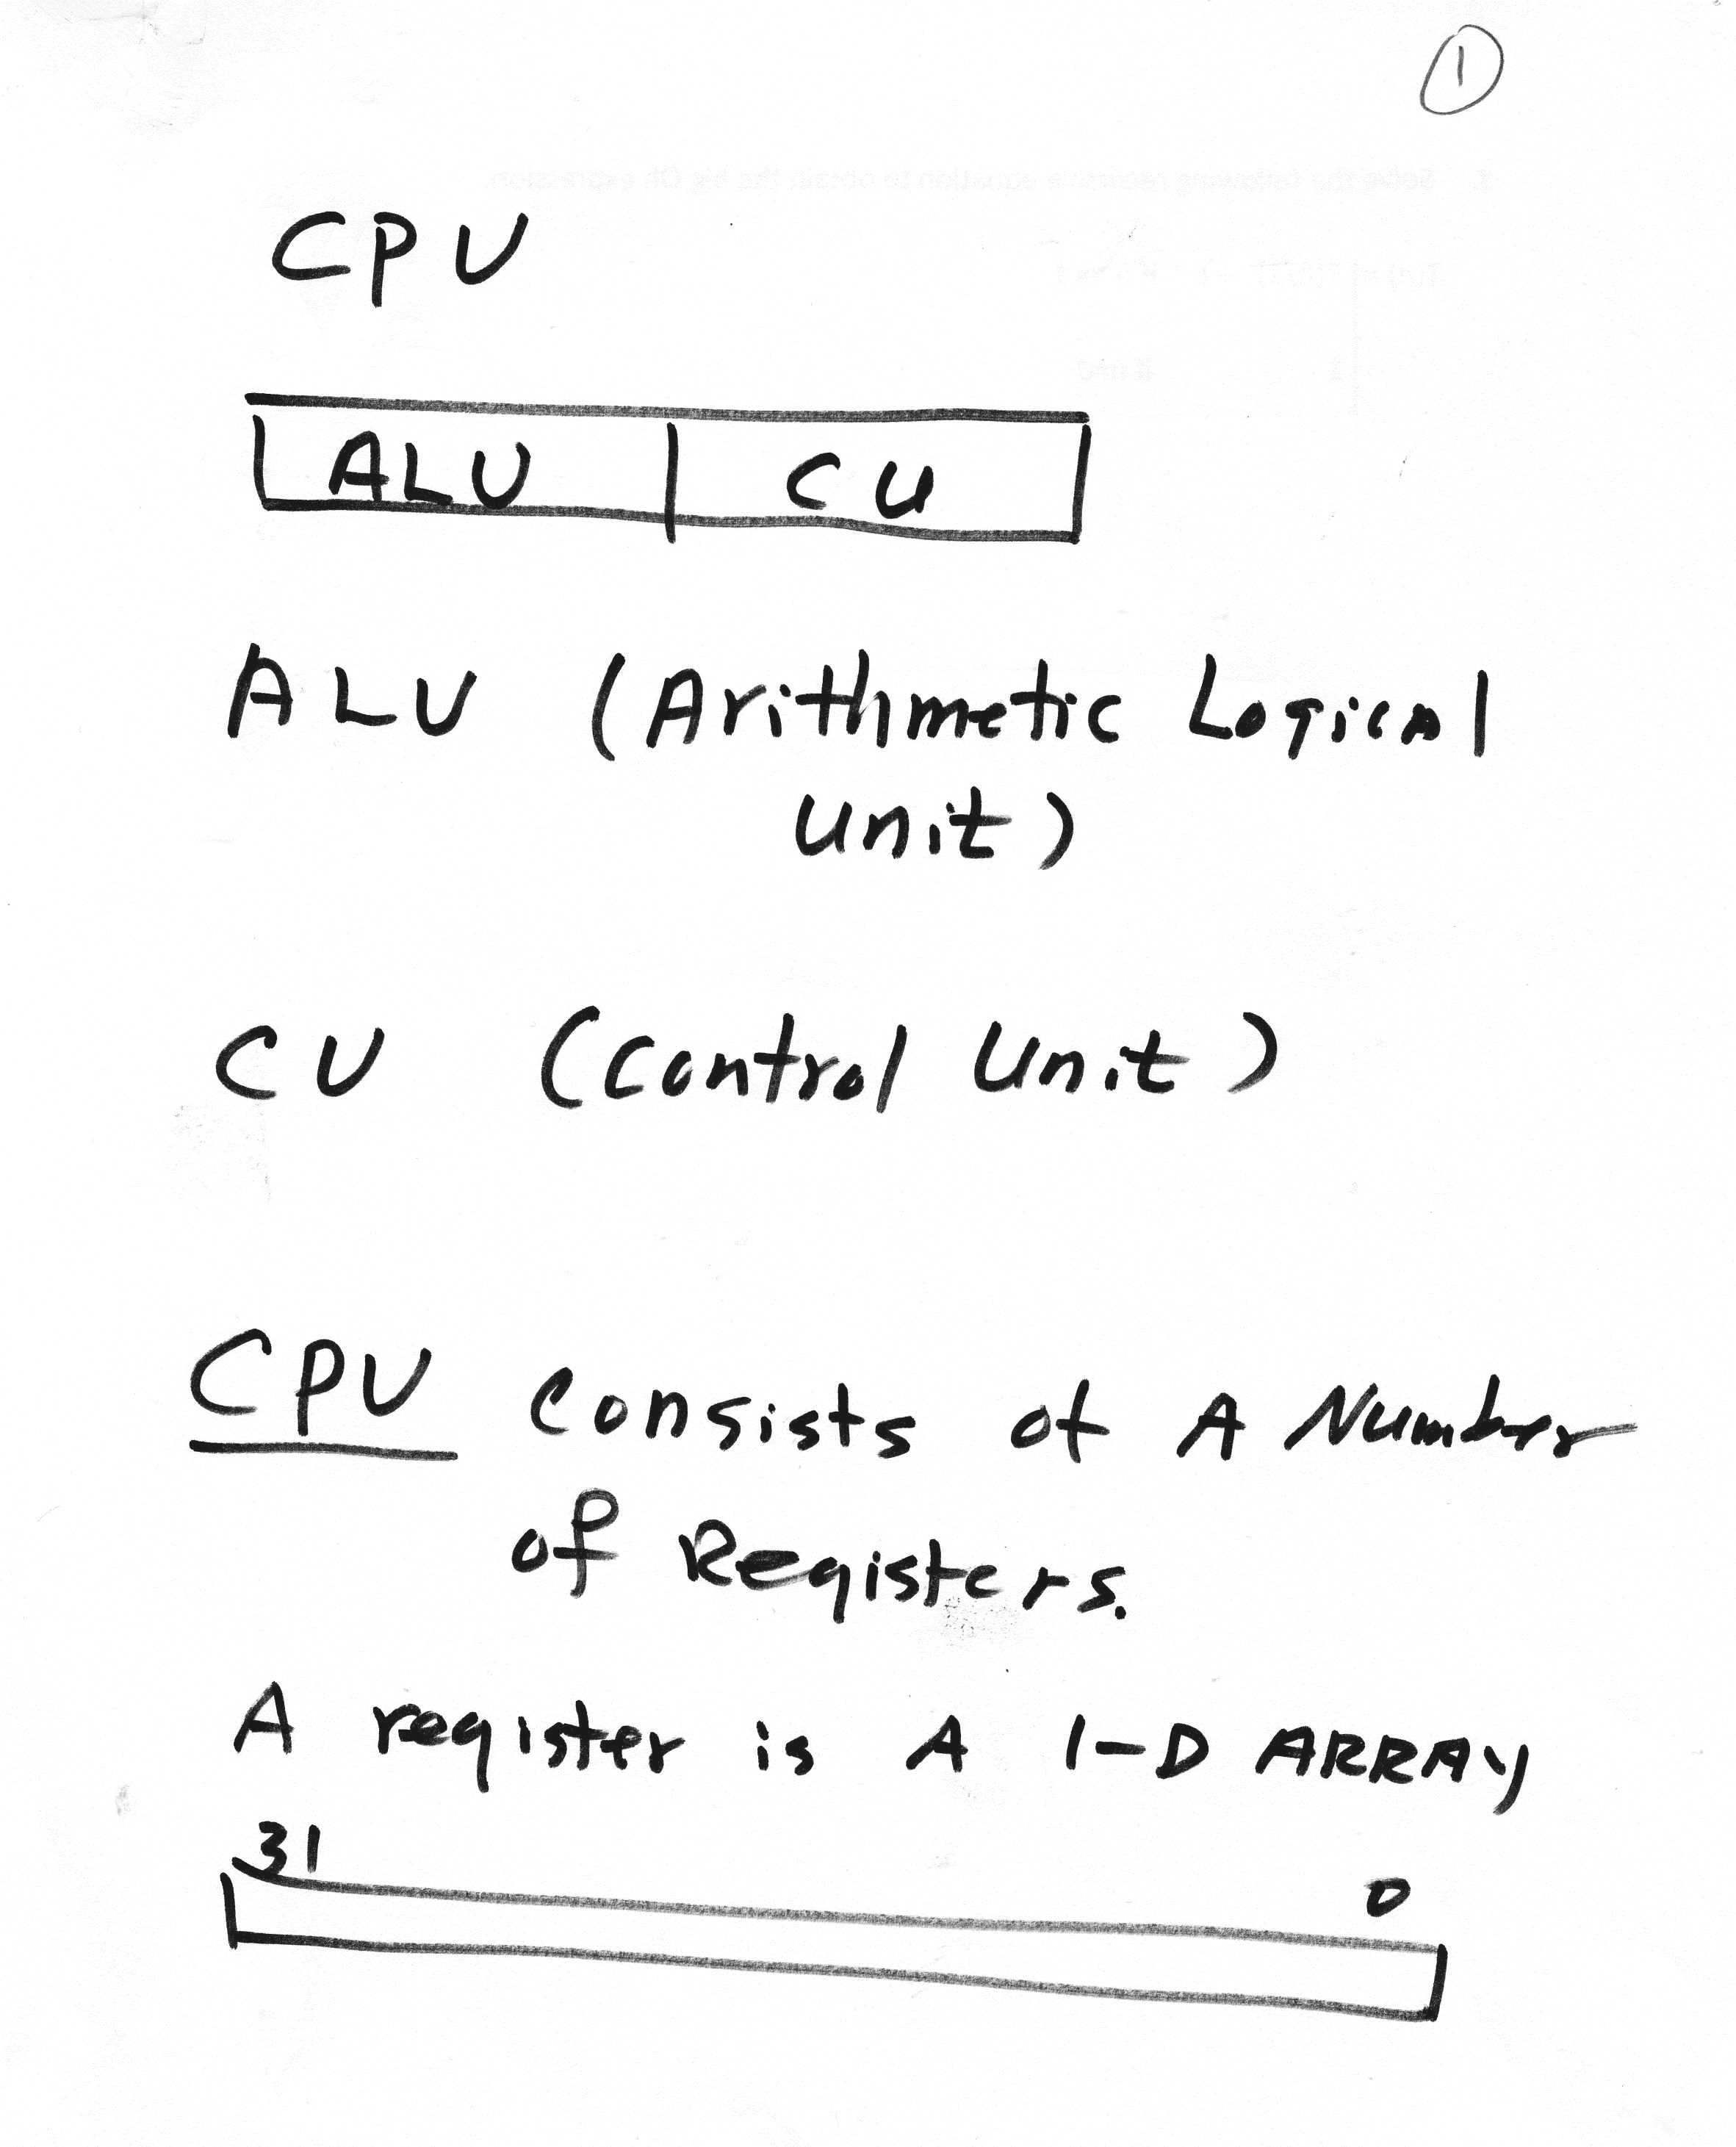 1
CPU
ALU CU
ALU (Arithmetic Logical
Unit)
CU (Control Unit)
CPU Consists of A Number
of Registers.
A register is A 1-D ARRAY
31 0